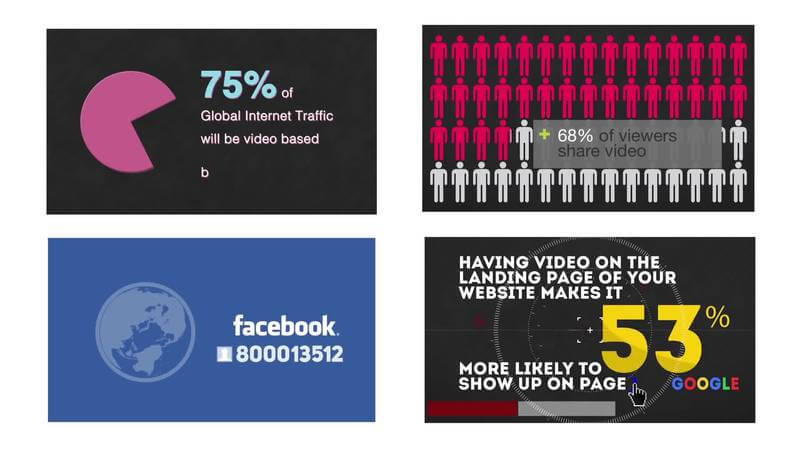 75% of
Global Internet Traffic
will be video based
b
+ 68% of viewers
share video
facebook.
800013512
HAVING VIDEO ON THE
LANDING PAGE OF YOUR
WEBSITE MAKES IT
53%
MORE LIKELY TO
SHOW UP ON PAGE
GOOGLE